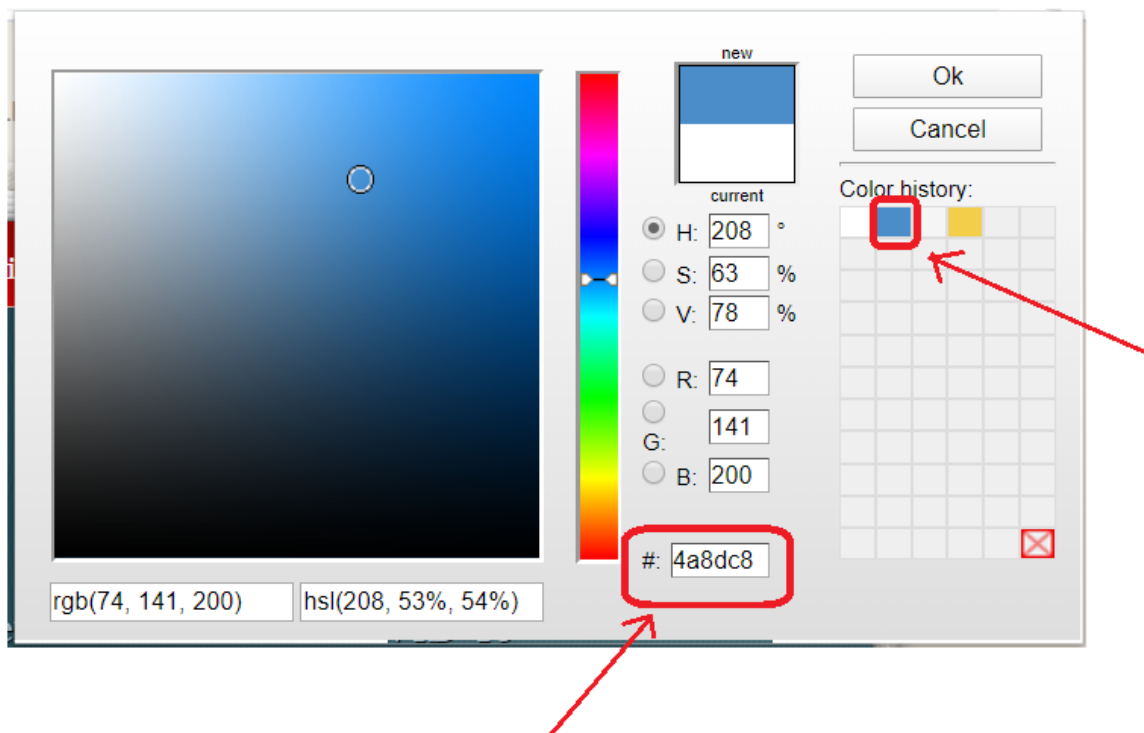 new
current
Ok
Cancel
Color history:
H: 208 °
S: 63 %
V: 78 %
R: 74
G: 141
B: 200
#: 4a8dc8
rgb(74, 141, 200)
hsl(208, 53%, 54%)